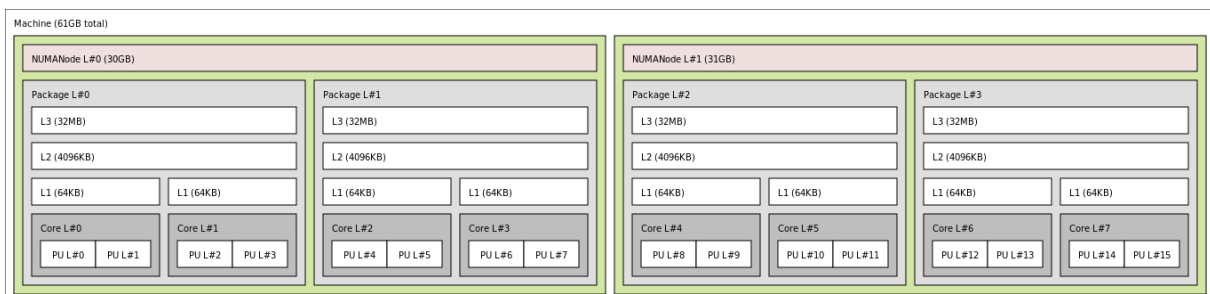 Machine (61GB total)
NUMANode L#0 (30GB)
NUMANode L#1 (31GB)
Package L#0
Package L#1
Package L#2
Package L#3
L3 (32MB)
L3 (32MB)
L3 (32MB)
L3 (32MB)
L2 (4096KB)
L2 (4096KB)
L2 (4096KB)
L2 (4096KB)
L1 (64KB)
L1 (64KB)
L1 (64KB)
L1 (64KB)
L1 (64KB)
L1 (64KB)
L1 (64KB)
L1 (64KB)
Core L#0
Core L#1
Core L#2
Core L#3
Core L#4
Core L#5
Core L#6
Core L#7
PU L#0
PU L#1
PU L#2
PU L#3
PU L#4
PU L#5
PU L#6
PU L#7
PU L#8
PU L#9
PU L#10
PU L#11
PU L#12
PU L#13
PU L#14
PU L#15